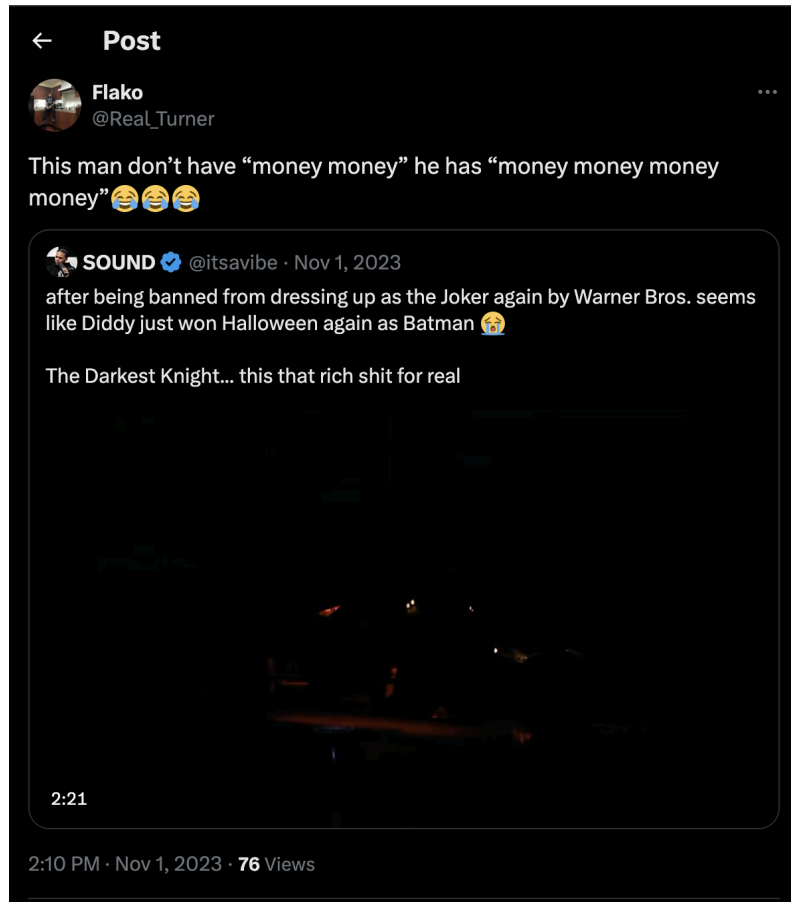 Post
Flako
@Real_Turner
This man don’t have “money money” he has “money money money
money”😂😂😂
SOUND @itsavibe · Nov 1, 2023
after being banned from dressing up as the Joker again by Warner Bros. seems
like Diddy just won Halloween again as Batman 😭
The Darkest Knight... this that rich shit for real
2:21
2:10 PM · Nov 1, 2023 · 76 Views